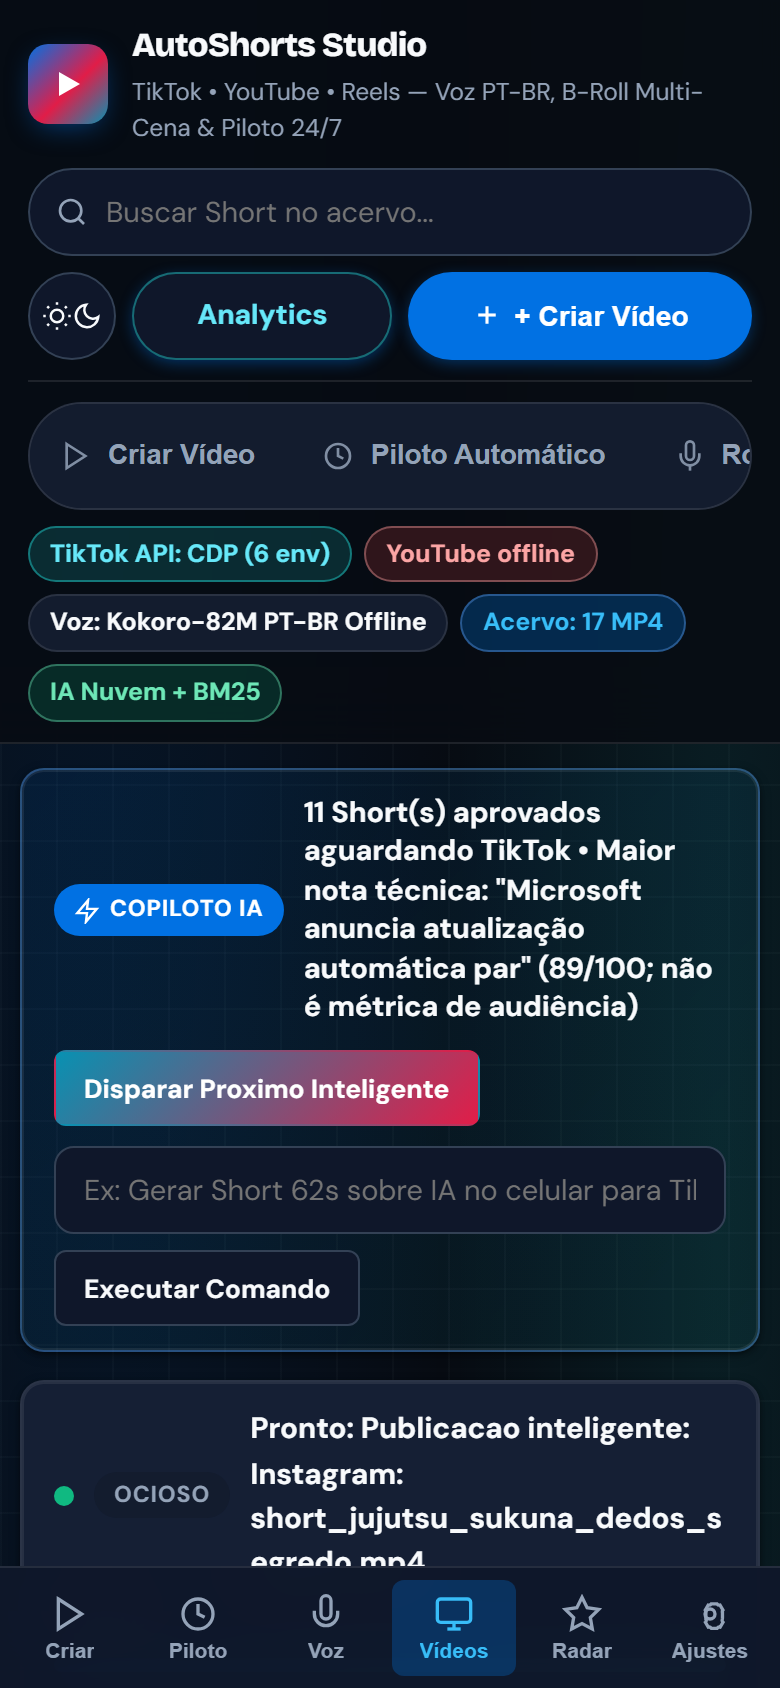 AutoShorts Studio
TikTok • YouTube • Reels — Voz PT-BR, B-Roll Multi-
Cena & Piloto 24/7
Buscar Short no acervo...
Analytics
+ + Criar Vídeo
Criar Vídeo
Piloto Automático
TikTok API: CDP (6 env)
YouTube offline
Voz: Kokoro-82M PT-BR Offline
Acervo: 17 MP4
IA Nuvem + BM25
COPILOTO IA
11 Short(s) aprovados
aguardando TikTok • Maior
nota técnica: "Microsoft
anuncia atualização
automática par" (89/100; não
é métrica de audiência)
Disparar Proximo Inteligente
Ex: Gerar Short 62s sobre IA no celular para
Executar Comando
OCIOSO
Pronto: Publicacao inteligente:
Instagram:
short_jujutsu_sukuna_dedos_s
egredo.mp4
Criar
Piloto
Voz
Vídeos
Radar
Ajustes